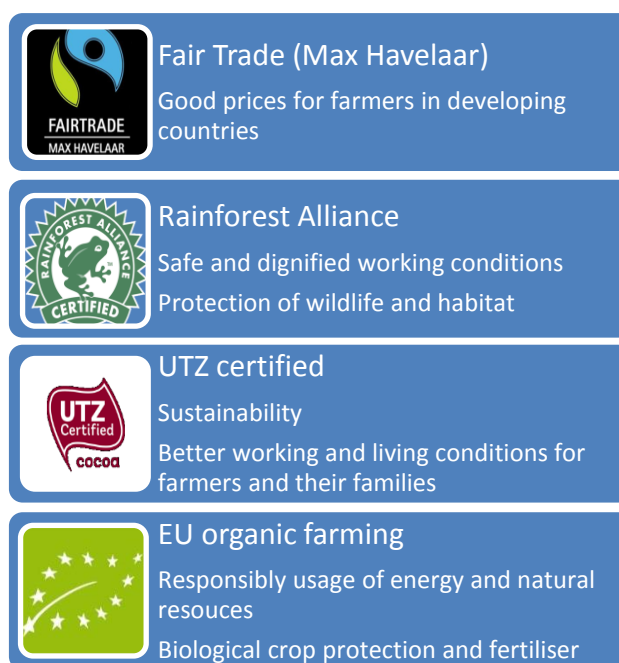 Fair Trade (Max Havelaar)
Good prices for farmers in developing
countries
FAIRTRADE
MAX HAVELAAR
Rainforest Alliance
Safe and dignified working conditions
Protection of wildlife and habitat
RAINFOREST ALLIANCE
TM
CERTIFIED
UTZ certified
Sustainability
Better working and living conditions for
farmers and their families
UTZ
Certified
cocoa
EU organic farming
Responsibly usage of energy and natural
resouces
Biological crop protection and fertiliser